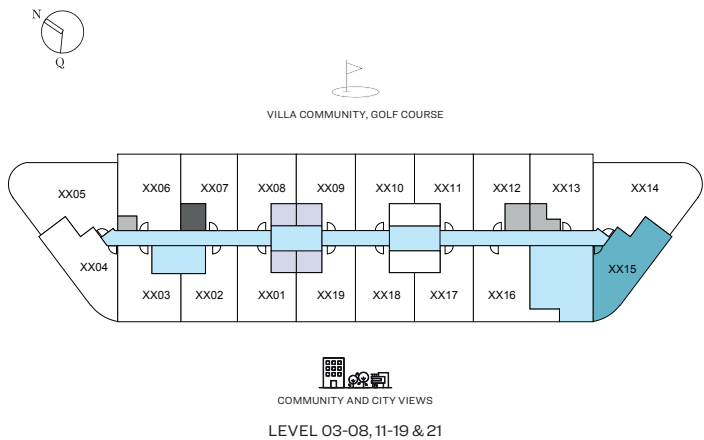 N
Q
VILLA COMMUNITY, GOLF COURSE
XX05 XX06 XX07 XX08 XX09 XX10 XX11 XX12 XX13 XX14
XX04 XX15
XX03 XX02 XX01 XX19 XX18 XX17 XX16
COMMUNITY AND CITY VIEWS
LEVEL 03-08, 11-19 & 21